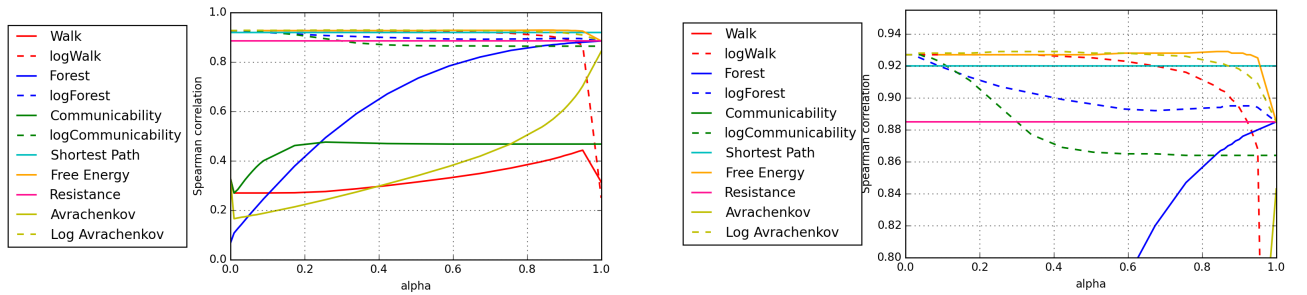 Walk
logWalk
Forest
logForest
Communicability
logCommunicability
Shortest Path
Free Energy
Resistance
Avrachenkov
Log Avrachenkov
Spearman correlation
1.0
0.8
0.6
0.4
0.2
0.0
0.0 0.2 0.4 0.6 0.8 1.0
alpha
Walk
logWalk
Forest
logForest
Communicability
logCommunicability
Shortest Path
Free Energy
Resistance
Avrachenkov
Log Avrachenkov
Spearman correlation
0.94
0.92
0.90
0.88
0.86
0.84
0.82
0.80
0.0 0.2 0.4 0.6 0.8 1.0
alpha